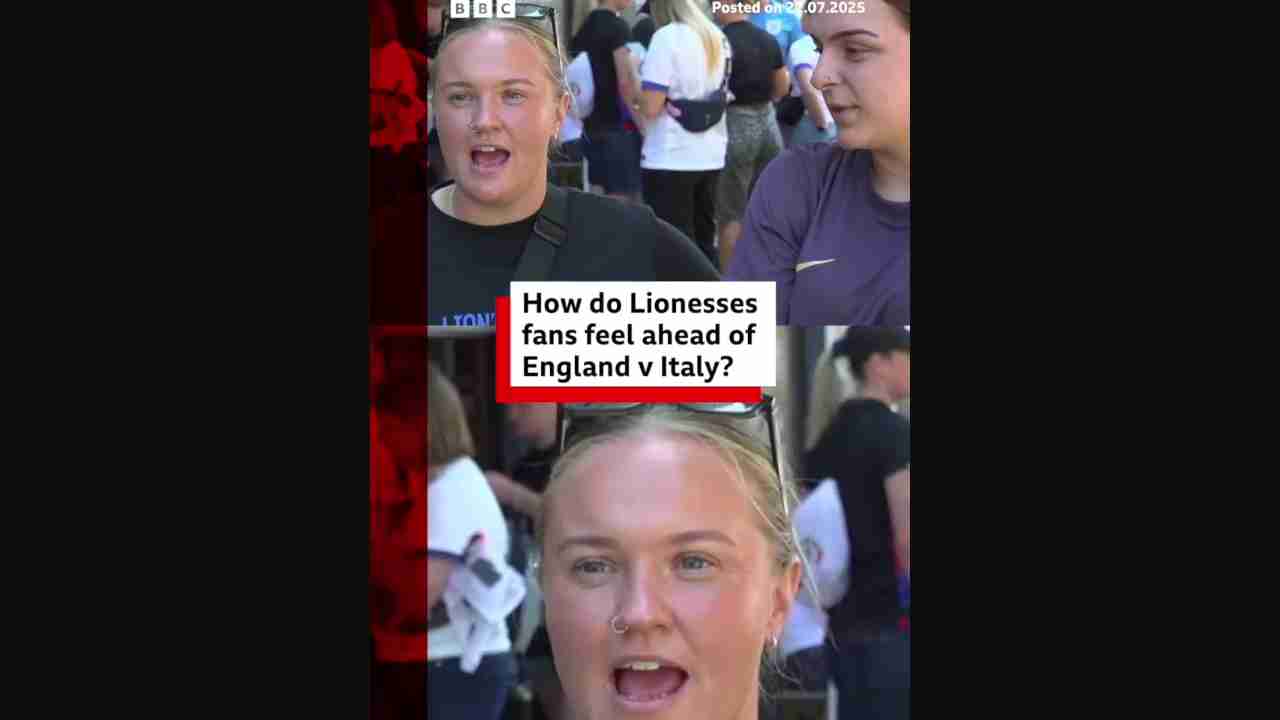 BBC
Posted on 22.07.2025
How do Lionesses
fans feel ahead of
England v Italy?